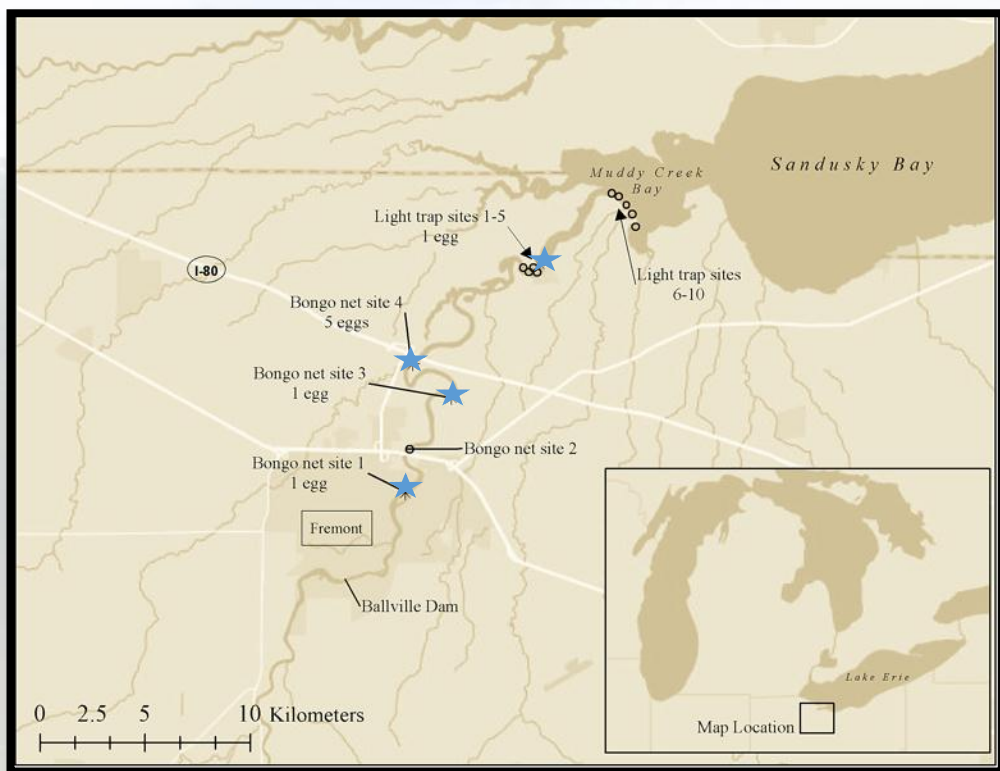 Sandusky Bay
Muddy Creek
Bay
Light trap sites 1-5
1 egg
I-80
Light trap sites
6-10
Bongo net site 4
5 eggs
Bongo net site 3
1 egg
Bongo net site 2
Bongo net site 1
1 egg
Fremont
Ballville Dam
Lake Erie
Map Location
0 2.5 5 10 Kilometers